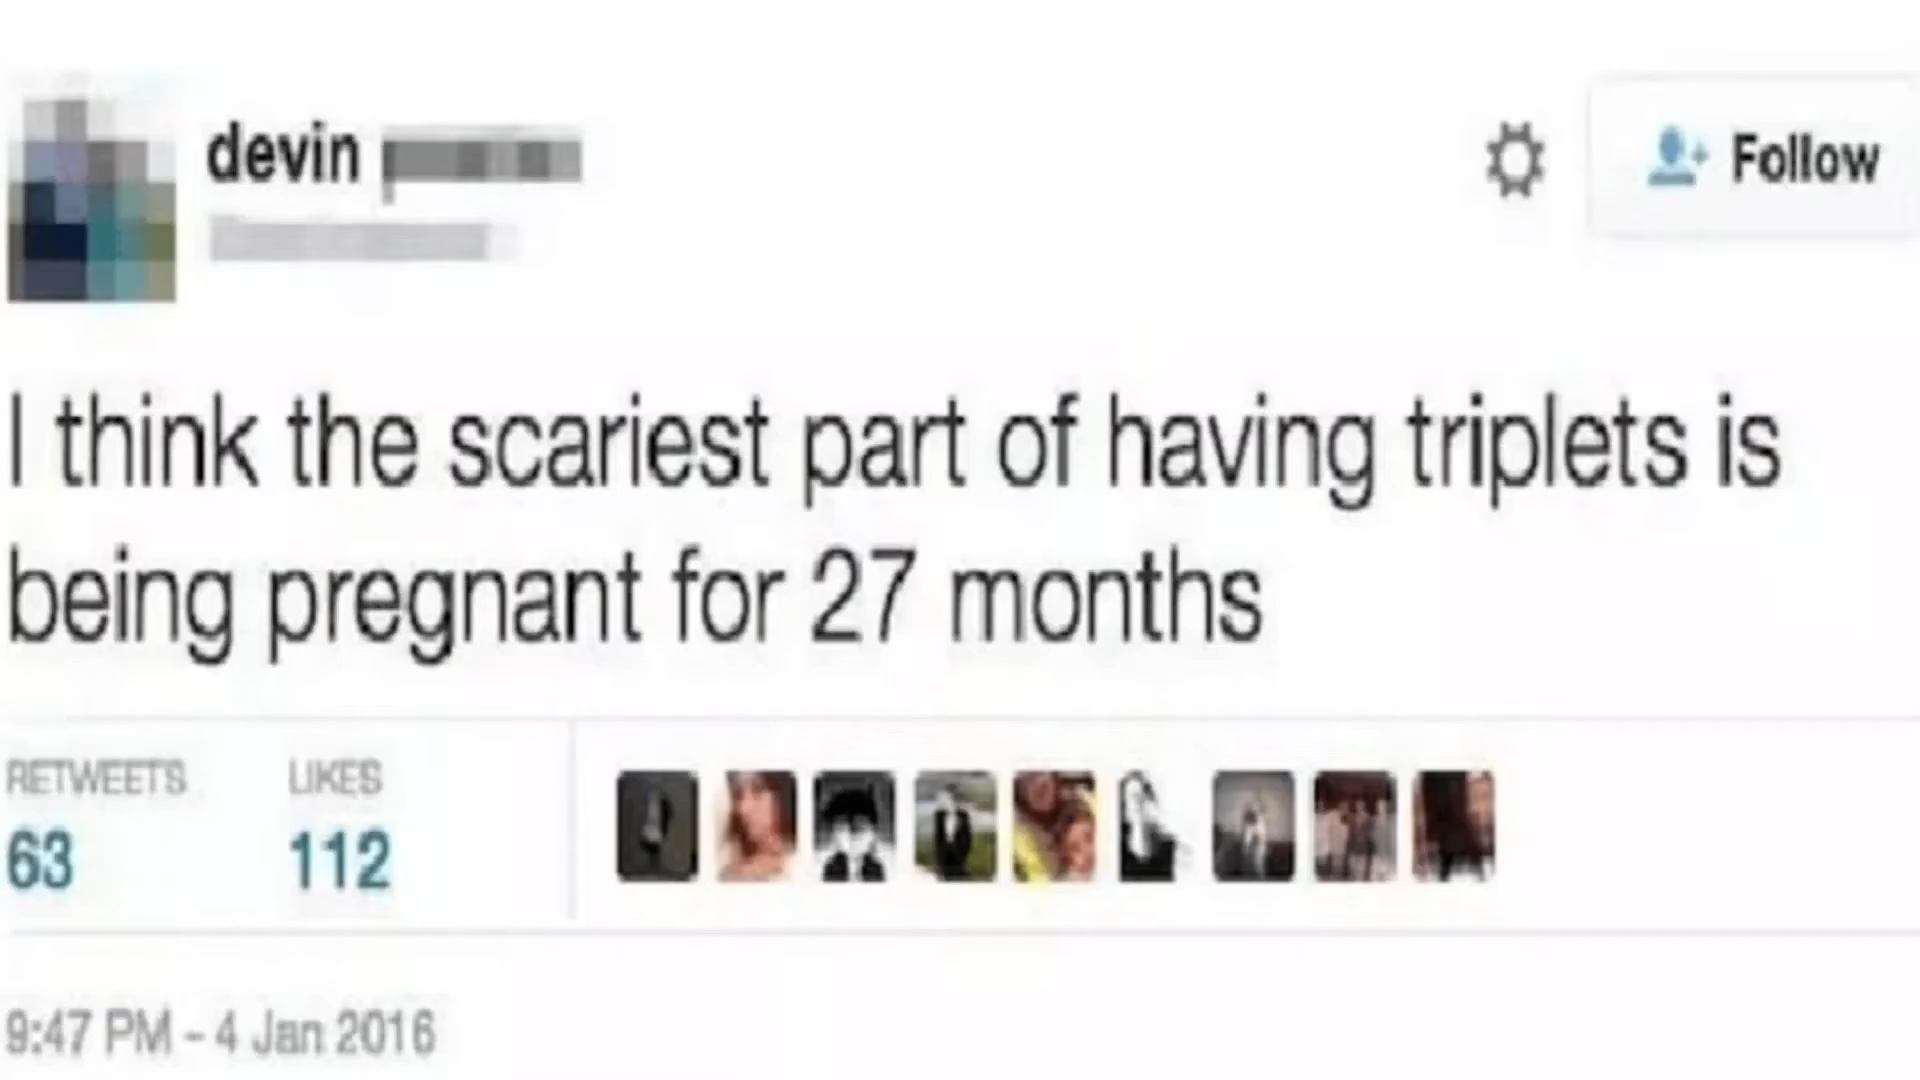 devin
Follow
I think the scariest part of having triplets is
being pregnant for 27 months
RETWEETS LIKES
63 112
9:47 PM - 4 Jan 2016